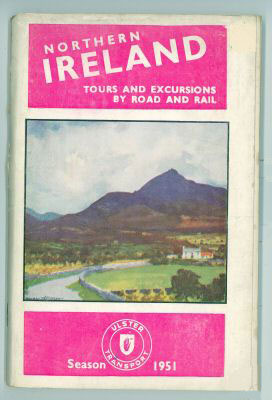 NORTHERN
IRELAND
TOURS AND EXCURSIONS
BY ROAD AND RAIL
ULSTER
TRANSPORT
Season 1951